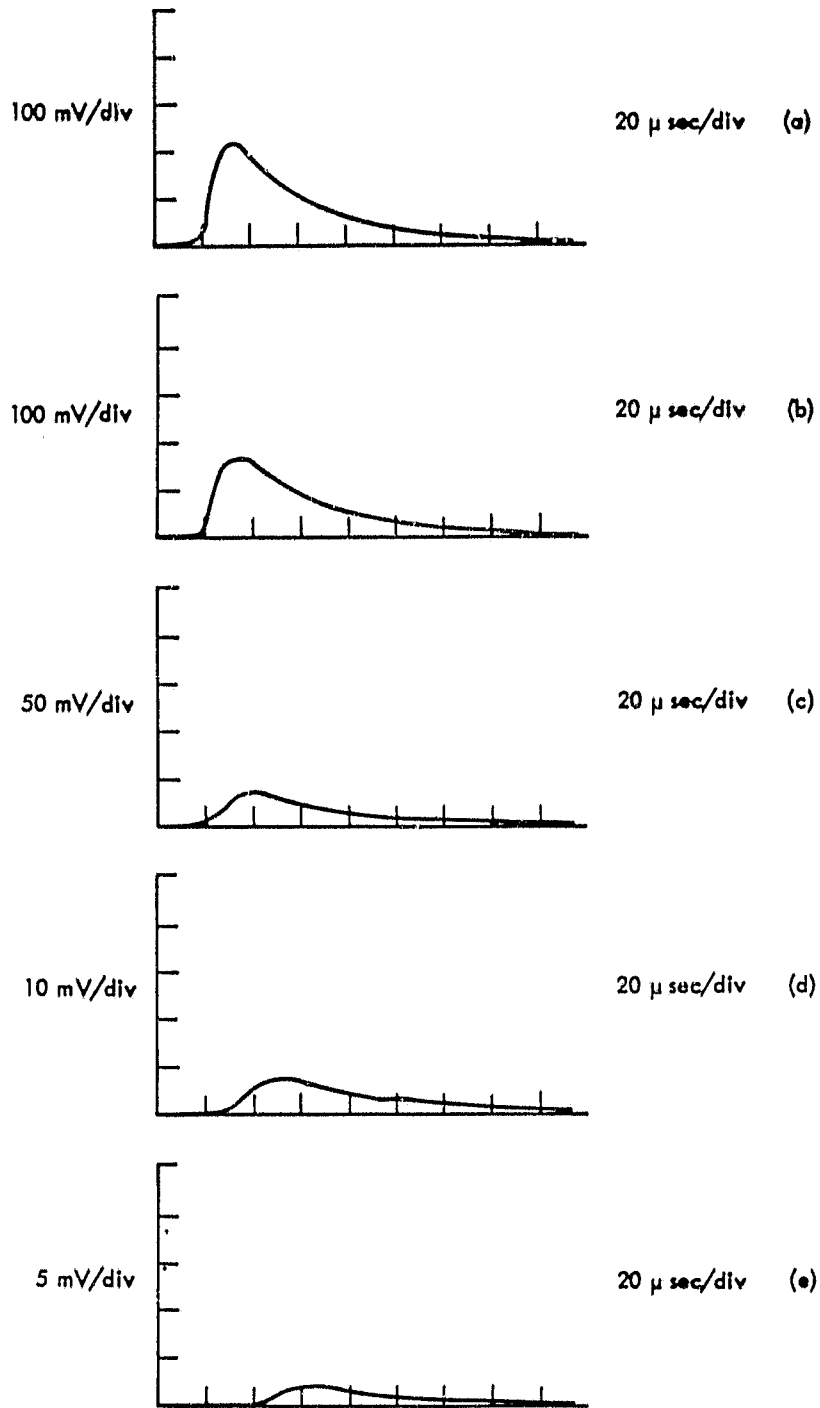 100 mV/div 20 μ sec/div (a)
100 mV/div 20 μ sec/div (b)
50 mV/div 20 μ sec/div (c)
10 mV/div 20 μ sec/div (d)
5 mV/div 20 μ sec/div (e)